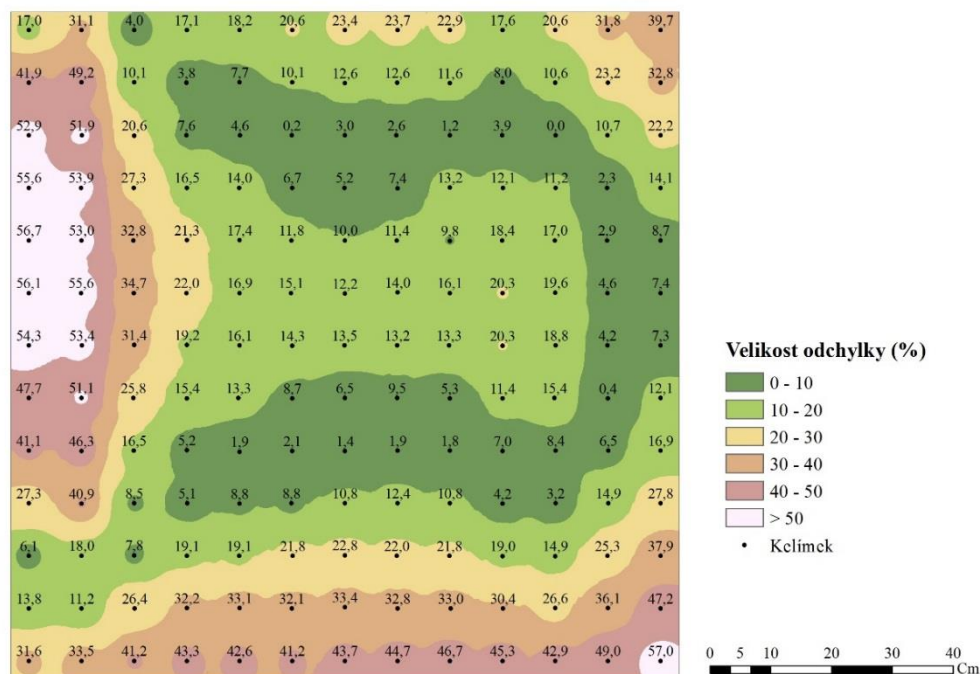 17,0 31,1 4,0 17,1 18,2 20,6 23,4 23,7 22,9 17,6 20,6 31,8 39,7
41,9 49,2 10,1 3,8 7,7 10,1 12,6 12,6 11,6 8,0 10,6 23,2 32,8
52,9 51,9 20,6 7,6 4,6 0,2 3,0 2,6 1,2 3,9 0,0 10,7 22,2
55,6 53,9 27,3 16,5 14,0 6,7 5,2 7,4 13,2 12,1 11,2 2,3 14,1
56,7 53,0 32,8 21,3 17,4 11,8 10,0 11,4 9,8 18,4 17,0 2,9 8,7
56,1 55,6 34,7 22,0 16,9 15,1 12,2 14,0 16,1 20,3 19,6 4,6 7,4
54,3 53,4 31,4 19,2 16,1 14,3 13,5 13,2 13,3 20,3 18,8 4,2 7,3
47,7 51,1 25,8 15,4 13,3 8,7 6,5 9,5 5,3 11,4 15,4 0,4 12,1
41,1 46,3 16,5 5,2 1,9 2,1 1,4 1,9 1,8 7,0 8,4 6,5 16,9
27,3 40,9 8,5 5,1 8,8 8,8 10,8 12,4 10,8 4,2 3,2 14,9 27,8
6,1 18,0 7,8 19,1 19,1 21,8 22,8 22,0 21,8 19,0 14,9 25,3 37,9
13,8 11,2 26,4 32,2 33,1 32,1 33,4 32,8 33,0 30,4 26,6 36,1 47,2
31,6 33,5 41,2 43,3 42,6 41,2 43,7 44,7 46,7 45,3 42,9 49,0 57,0
Velikost odchylky (%)
0 - 10
10 - 20
20 - 30
30 - 40
40 - 50
> 50
Kelímek
0 5 10 20 30 40
Cm